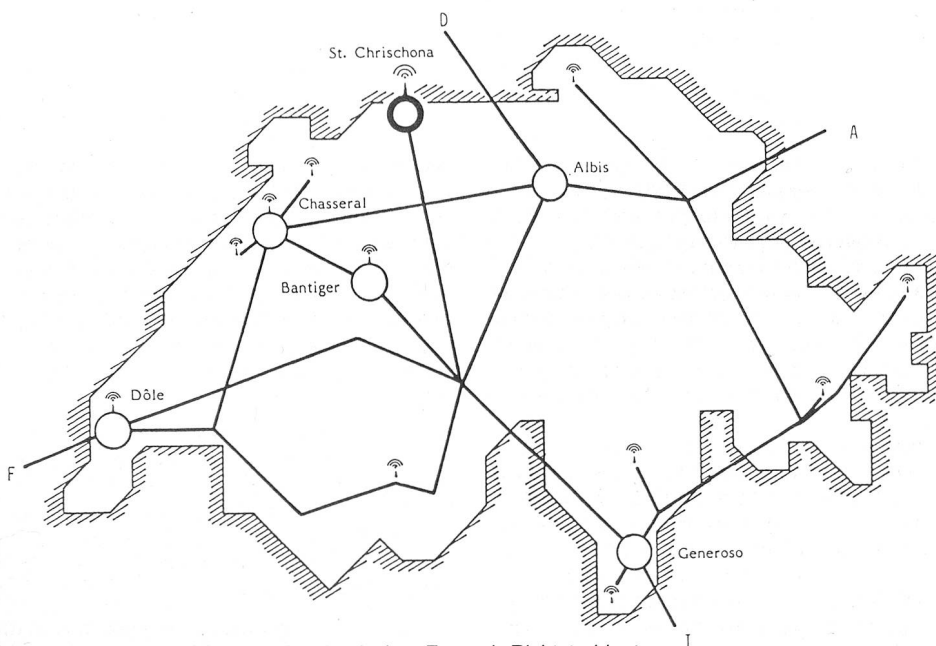 D
St. Chrischona
A
Albis
Chasseral
Bantiger
Dôle
F
Generoso
I